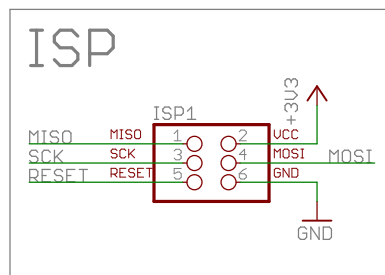 ISP
+3V3
ISP1
MISO MISO 1 2 VCC
SCK SCK 3 4 MOSI MOSI
RESET RESET 5 6 GND
GND